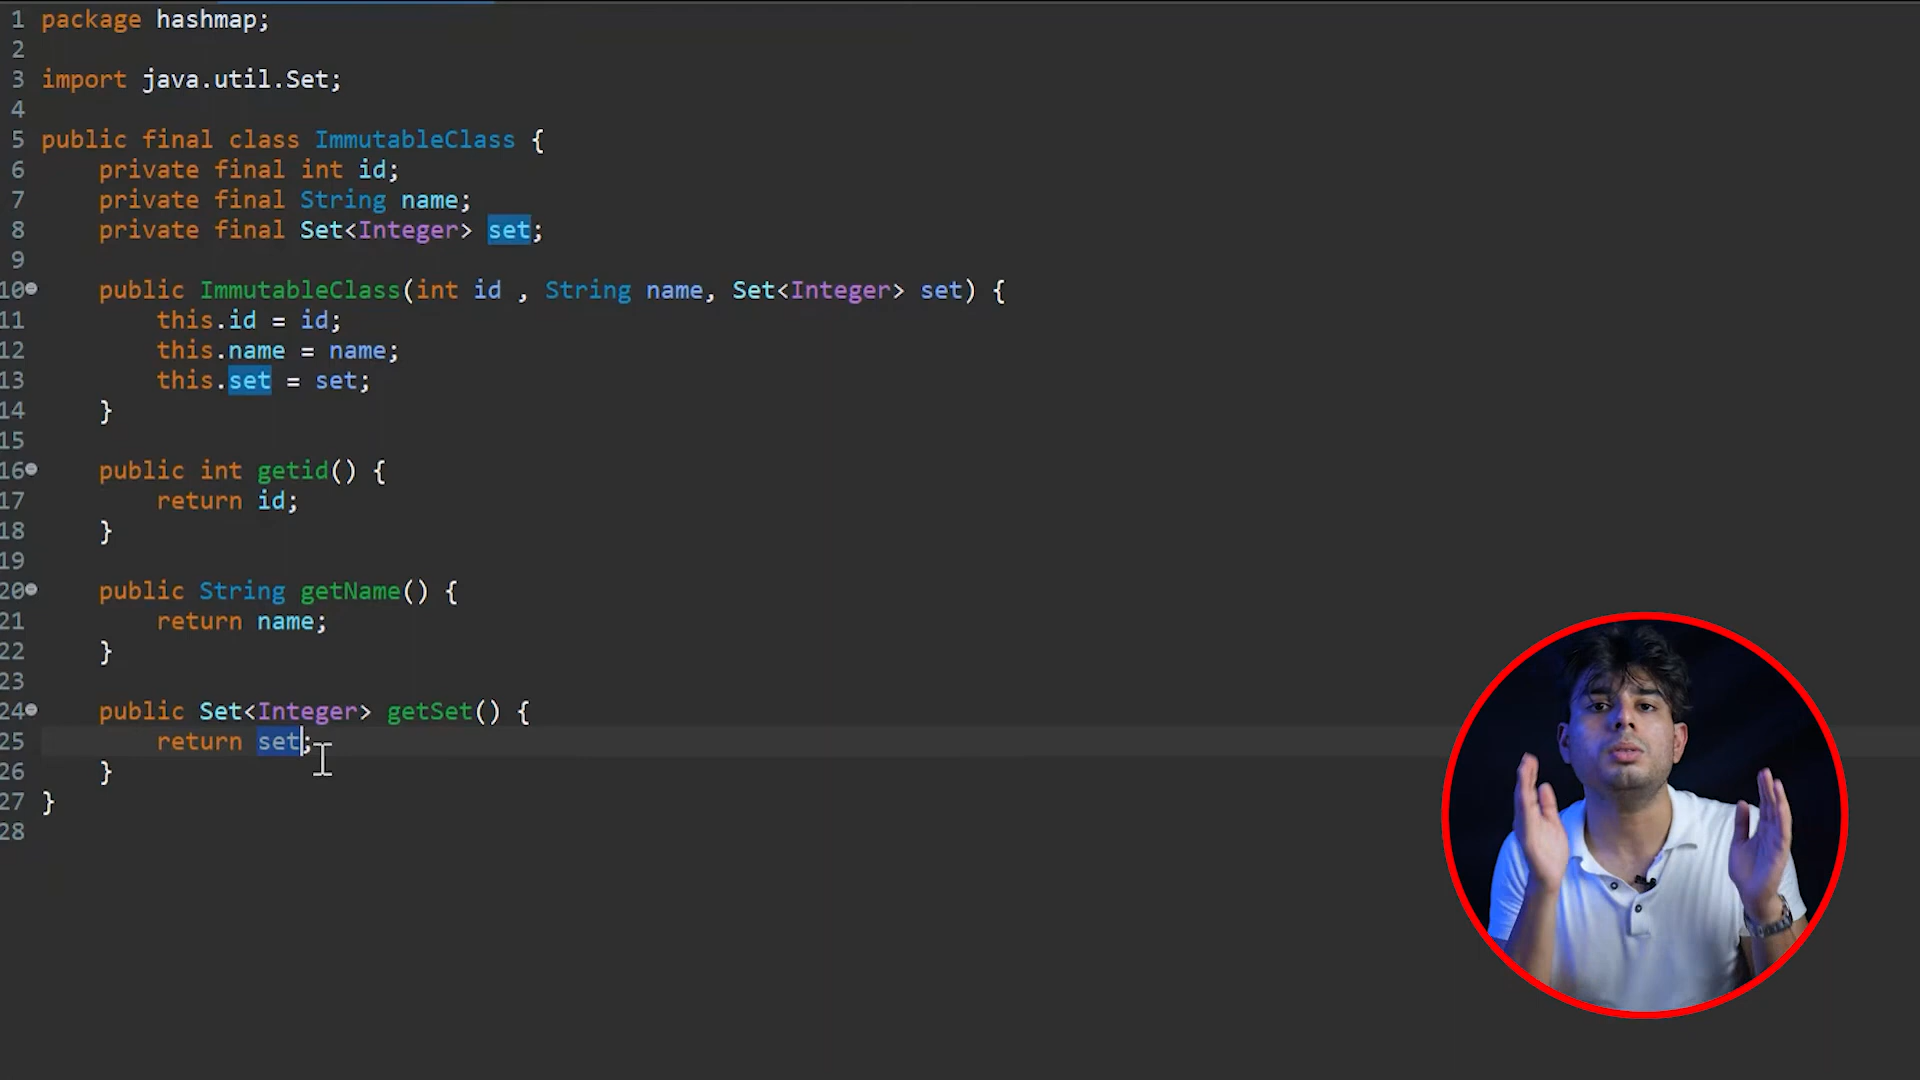 1 package hashmap;
2
3 import java.util.Set;
4
5 public final class ImmutableClass {
6     private final int id;
7     private final String name;
8     private final Set<Integer> set;
9
10     public ImmutableClass(int id , String name, Set<Integer> set) {
11         this.id = id;
12         this.name = name;
13         this.set = set;
14     }
15
16     public int getid() {
17         return id;
18     }
19
20     public String getName() {
21         return name;
22     }
23
24     public Set<Integer> getSet() {
25         return set;
26     }
27 }
28